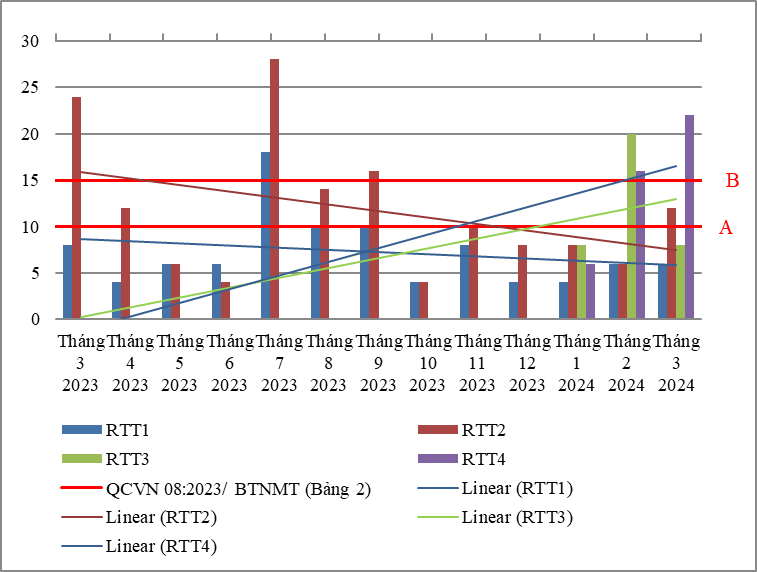 30
25
20
15
10
5
0
B
A
Tháng Tháng Tháng Tháng Tháng Tháng Tháng Tháng Tháng Tháng Tháng Tháng Tháng
3 4 5 6 7 8 9 10 11 12 1 2 3
2023 2023 2023 2023 2023 2023 2023 2023 2023 2023 2024 2024 2024
RTT1 RTT2
RTT3 RTT4
QCVN 08:2023/ BTNMT (Bảng 2) Linear (RTT1)
Linear (RTT2) Linear (RTT3)
Linear (RTT4)